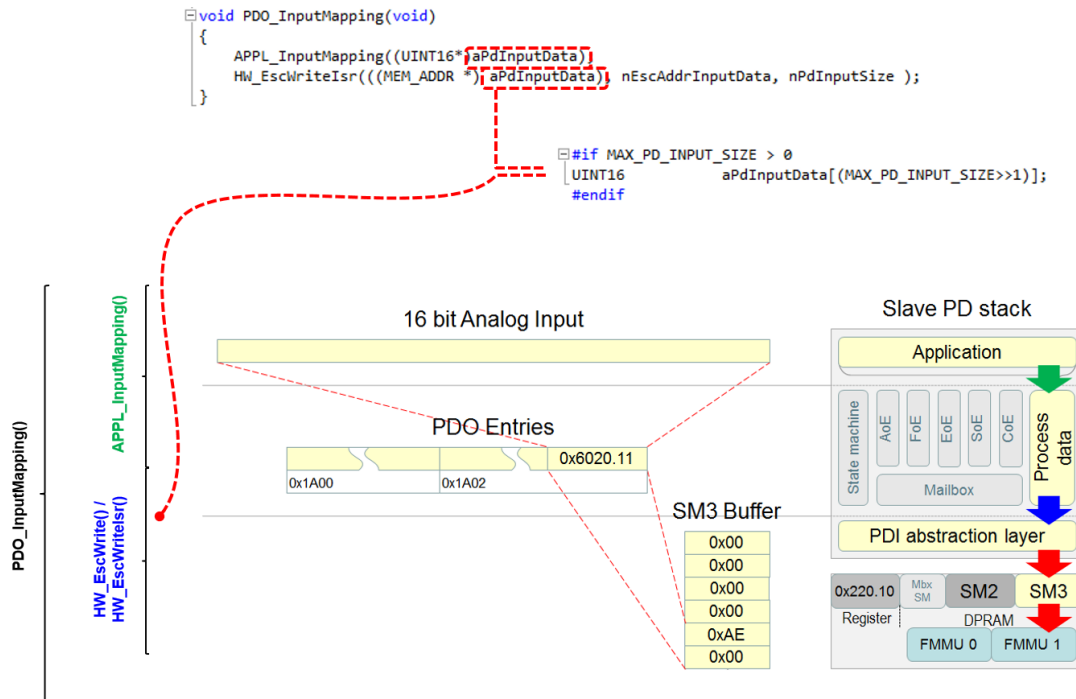 void PDO_InputMapping(void)
{
APPL_InputMapping((UINT16*)aPdInputData);
HW_EscWriteIsr(((MEM_ADDR *) aPdInputData), nEscAddrInputData, nPdInputSize );
}
#if MAX_PD_INPUT_SIZE > 0
UINT16 aPdInputData[(MAX_PD_INPUT_SIZE>>1)];
#endif
PDO_InputMapping()
APPL_InputMapping()
HW_EscWrite() /
HW_EscWriteIsr()
16 bit Analog Input
PDO Entries
0x6020.11
0x1A00
0x1A02
SM3 Buffer
0x00
0x00
0x00
0x00
0xAE
0x00
Slave PD stack
Application
State machine
AoE
FoE
EoE
SoE
CoE
Mailbox
Process
data
PDI abstraction layer
0x220.10
Mbx
SM
SM2
SM3
Register
DPRAM
FMMU 0
FMMU 1